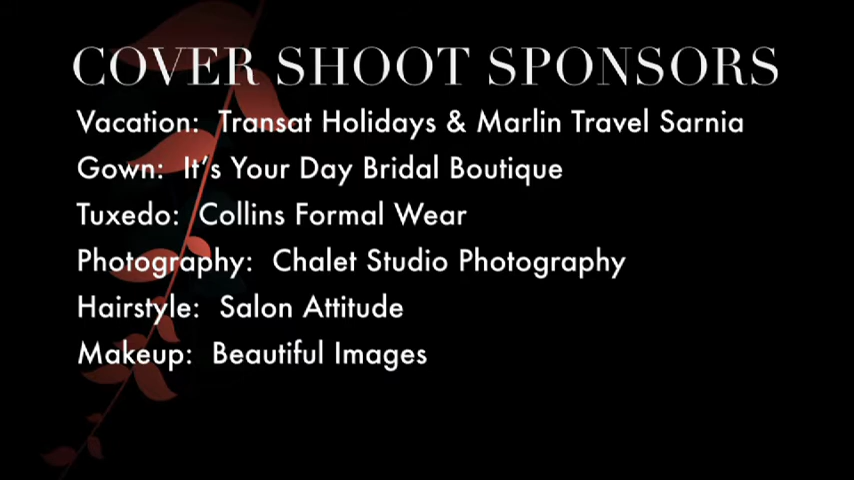 COVER SHOOT SPONSORS
Vacation: Transat Holidays & Marlin Travel Sarnia
Gown: It's Your Day Bridal Boutique
Tuxedo: Collins Formal Wear
Photography: Chalet Studio Photography
Hairstyle: Salon Attitude
Makeup: Beautiful Images